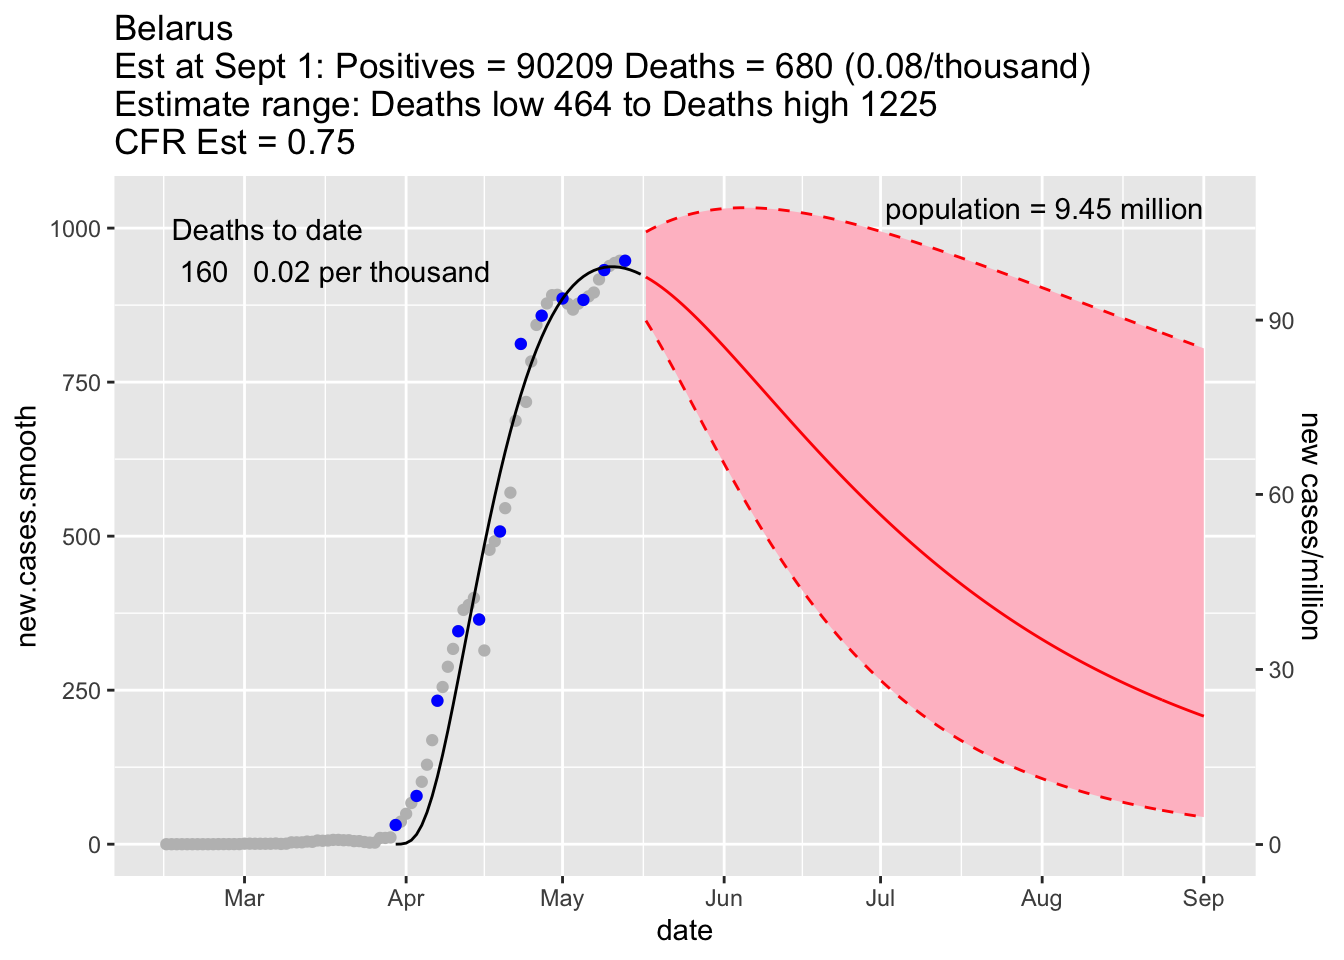 Belarus
Est at Sept 1: Positives = 90209 Deaths = 680 (0.08/thousand)
Estimate range: Deaths low 464 to Deaths high 1225
CFR Est = 0.75
Deaths to date
160 0.02 per thousand
population = 9.45 million
1000
750
500
250
0
new.cases.smooth
90
60
30
0
new cases/million
Mar Apr May Jun Jul Aug Sep
date